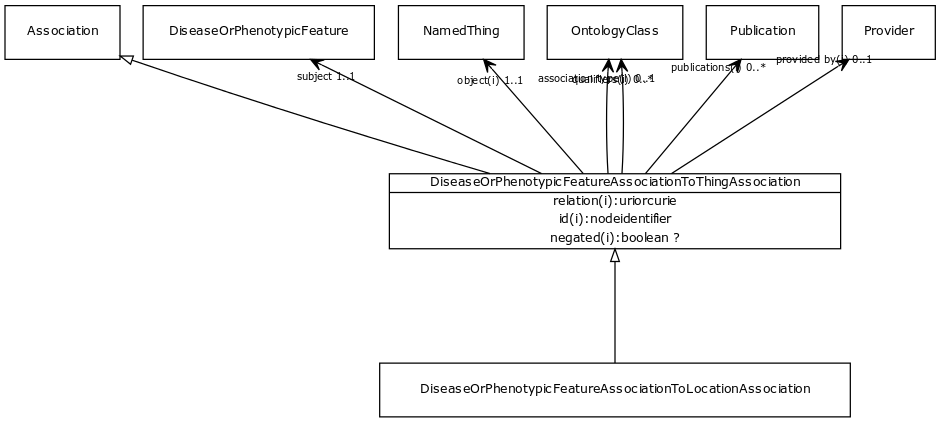 Association
DiseaseOrPhenotypicFeature
NamedThing
OntologyClass
Publication
Provider
subject 1..1
object(i) 1..1
association type(i) 0..*
qualifiers(i) 0..*
publications(i) 0..*
provided by(i) 0..1
DiseaseOrPhenotypicFeatureAssociationToThingAssociation
relation(i):uriorcurie
id(i):nodeidentifier
negated(i):boolean ?
DiseaseOrPhenotypicFeatureAssociationToLocationAssociation